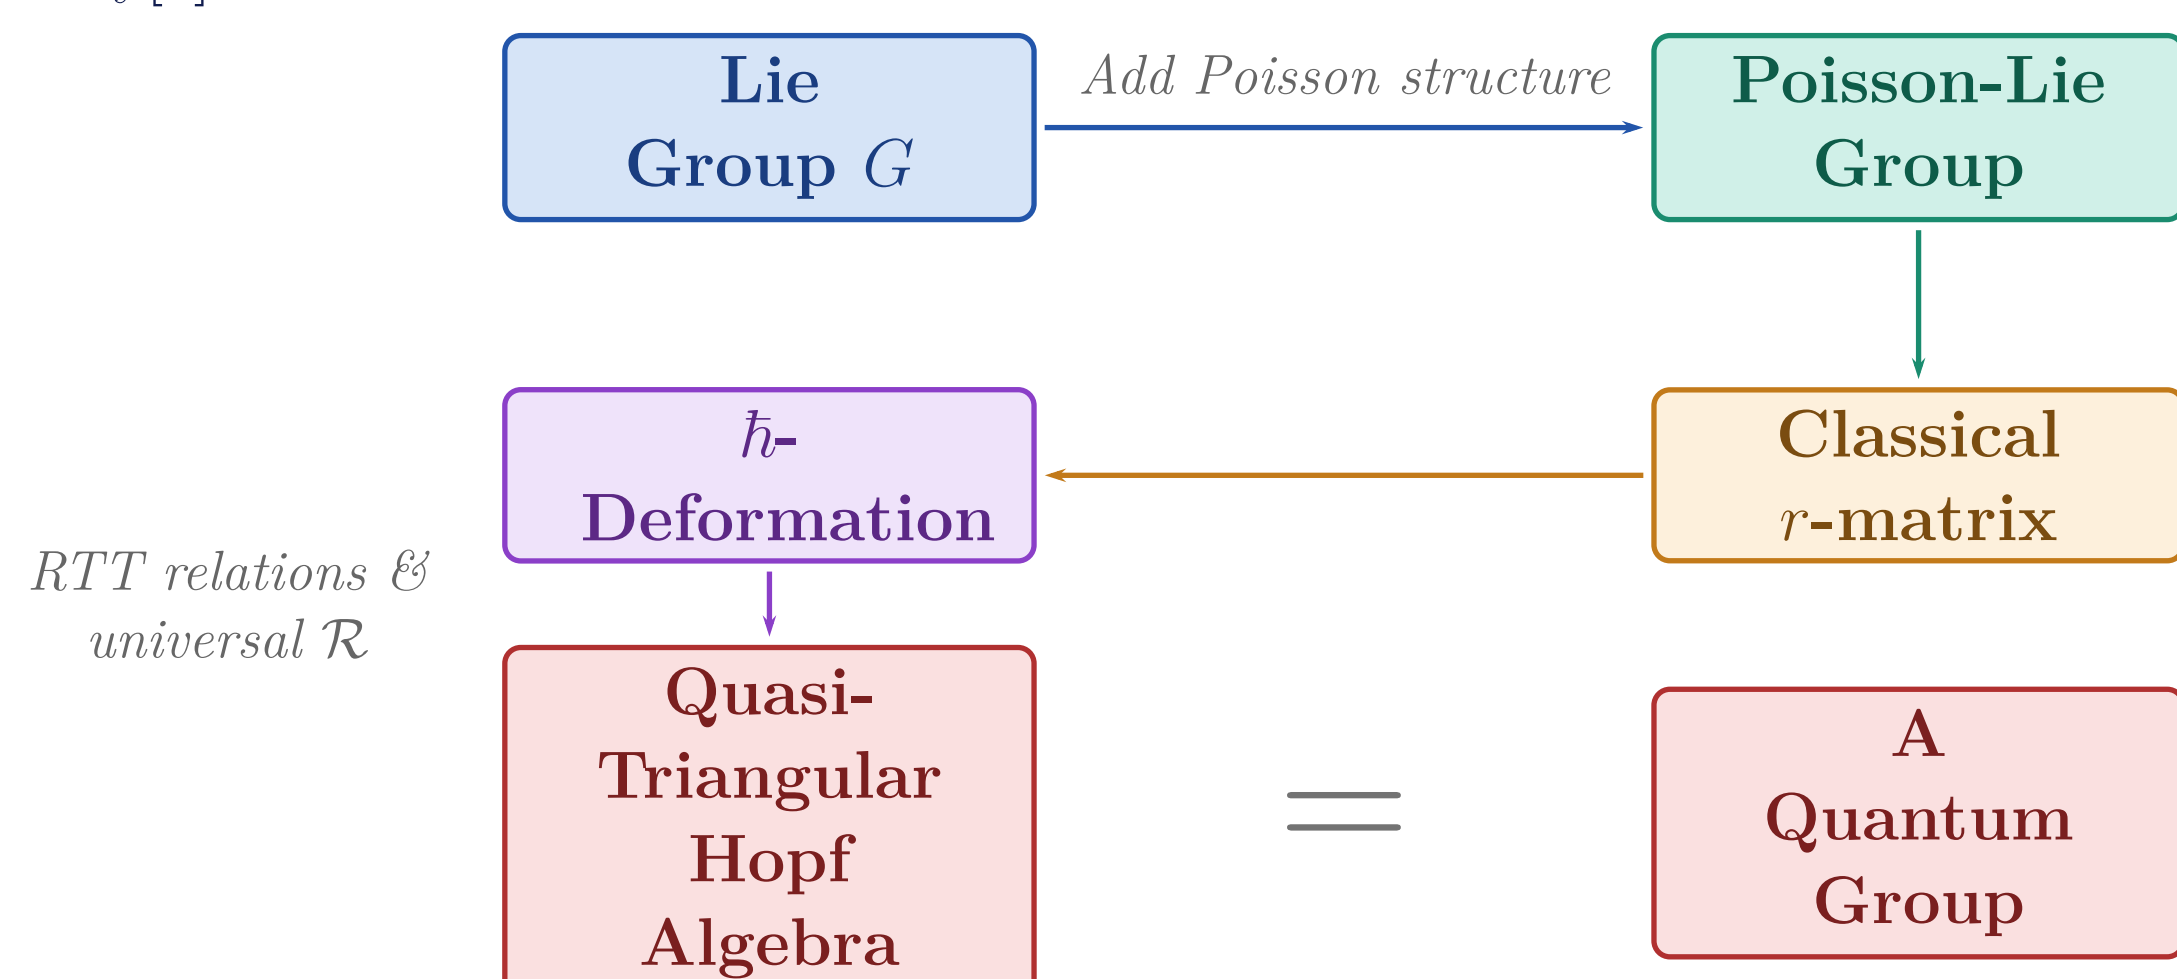 Lie
Group G
Add Poisson structure
Poisson-Lie
Group
ħ-
Deformation
Classical
r-matrix
RTT relations &
universal ℛ
Quasi-
Triangular
Hopf
Algebra
=
A
Quantum
Group